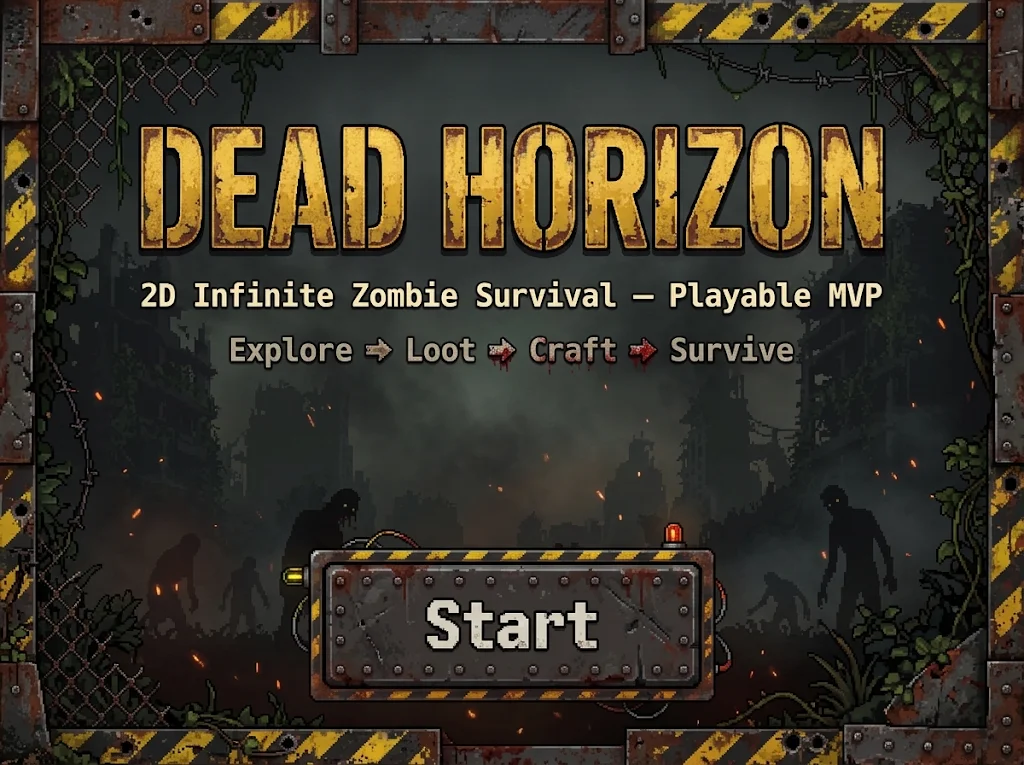 DEAD HORIZON
2D Infinite Zombie Survival — Playable MVP
Explore → Loot → Craft → Survive
Start